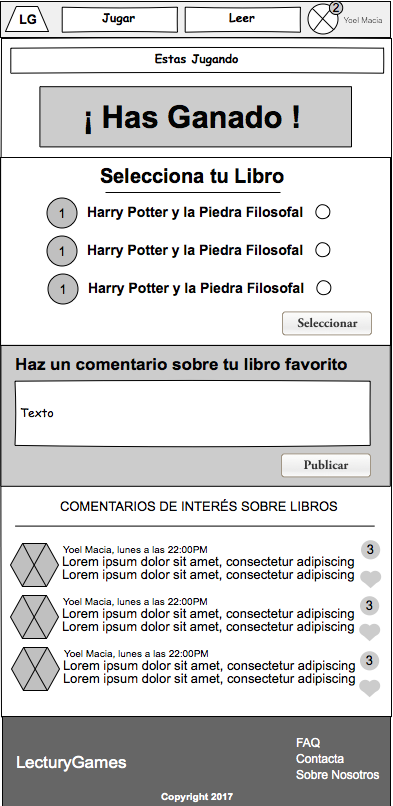 LG
Jugar
Leer
2
Yoel Macia
Estas Jugando
¡ Has Ganado !
Selecciona tu Libro
1 Harry Potter y la Piedra Filosofal
1 Harry Potter y la Piedra Filosofal
1 Harry Potter y la Piedra Filosofal
Seleccionar
Haz un comentario sobre tu libro favorito
Texto
Publicar
COMENTARIOS DE INTERÉS SOBRE LIBROS
Yoel Macia, lunes a las 22:00PM
3
Lorem ipsum dolor sit amet, consectetur adipiscing
Lorem ipsum dolor sit amet, consectetur adipiscing
Yoel Macia, lunes a las 22:00PM
3
Lorem ipsum dolor sit amet, consectetur adipiscing
Lorem ipsum dolor sit amet, consectetur adipiscing
Yoel Macia, lunes a las 22:00PM
3
Lorem ipsum dolor sit amet, consectetur adipiscing
Lorem ipsum dolor sit amet, consectetur adipiscing
LecturyGames
FAQ
Contacta
Sobre Nosotros
Copyright 2017